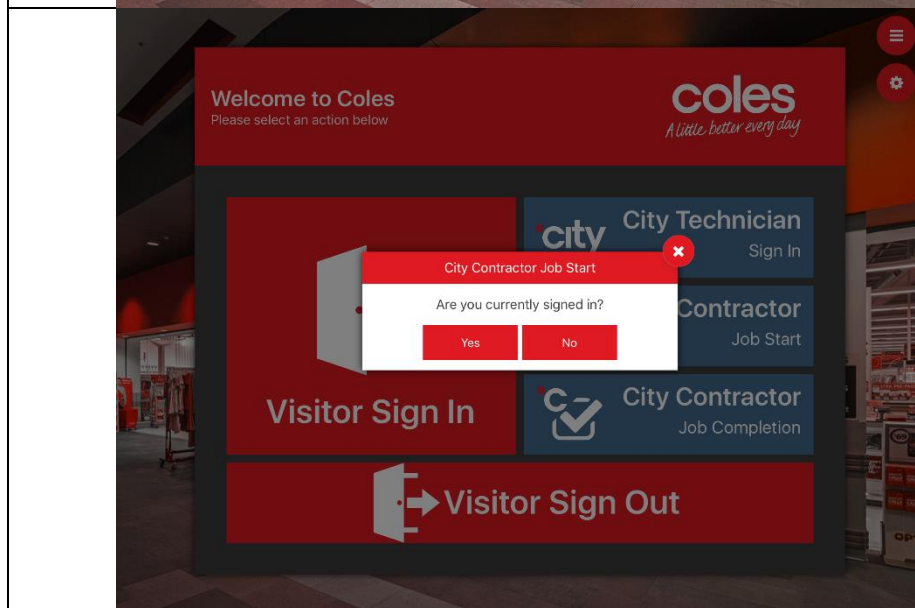 Welcome to Coles
Please select an action below
coles
A little better every day
city
City Technician
Sign In
City Contractor Job Start
Are you currently signed in?
Yes
No
Contractor
Job Start
Visitor Sign In
City Contractor
Job Completion
Visitor Sign Out